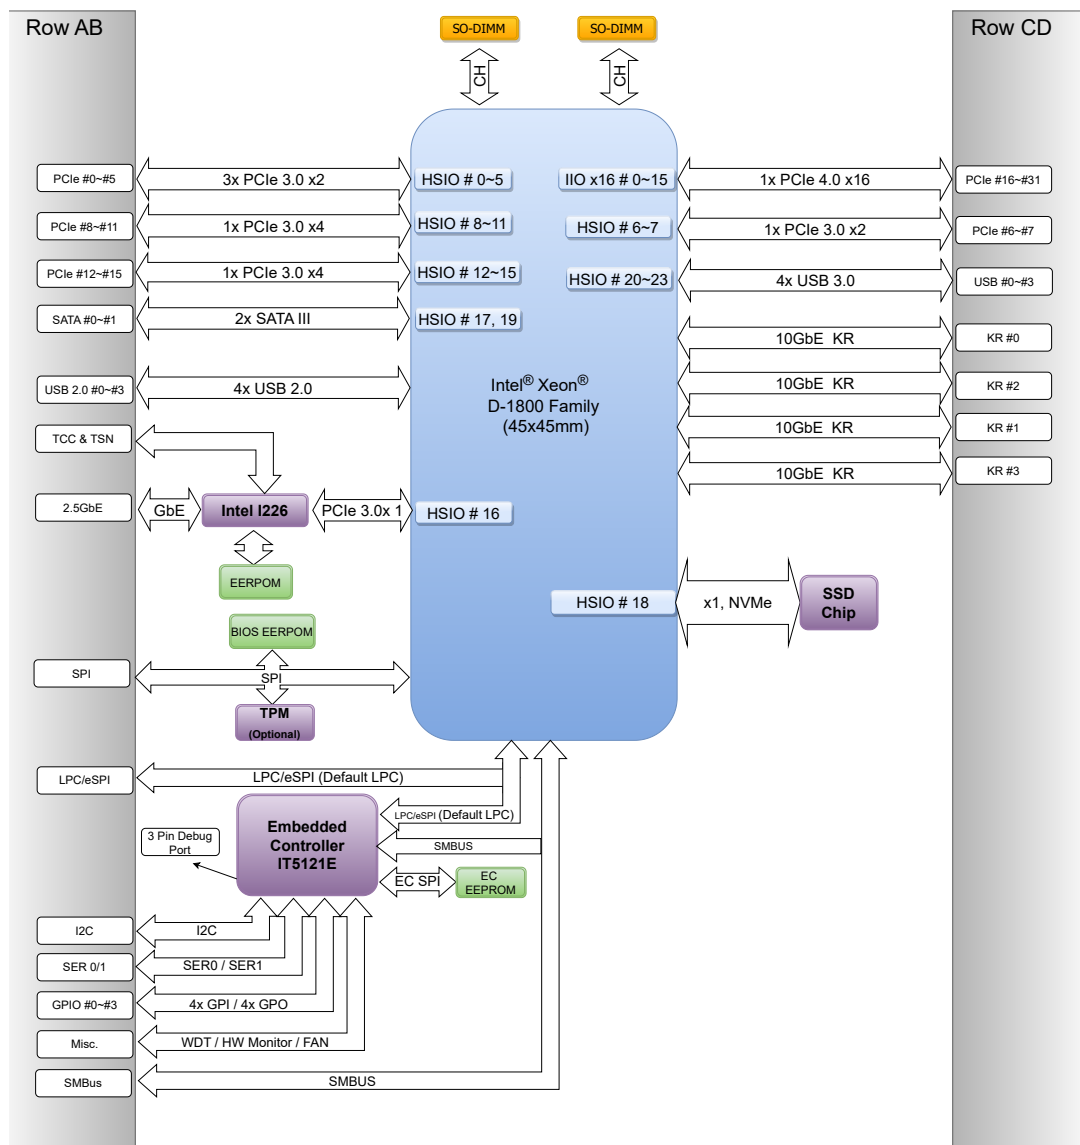 Row AB
SO-DIMM
SO-DIMM
Row CD
CH
CH
PCIe #0~#5
3x PCIe 3.0 x2
HSIO # 0~5
IIO x16 # 0~15
1x PCIe 4.0 x16
PCIe #16~#31
PCIe #8~#11
1x PCIe 3.0 x4
HSIO # 8~11
HSIO # 6~7
1x PCIe 3.0 x2
PCIe #6~#7
PCIe #12~#15
1x PCIe 3.0 x4
HSIO # 12~15
HSIO # 20~23
4x USB 3.0
USB #0~#3
SATA #0~#1
2x SATA III
HSIO # 17, 19
10GbE  KR
KR #0
USB 2.0 #0~#3
4x USB 2.0
Intel® Xeon®
D-1800 Family
(45x45mm)
10GbE  KR
KR #2
TCC & TSN
10GbE  KR
KR #1
10GbE  KR
KR #3
2.5GbE
GbE
Intel I226
PCIe 3.0x 1
HSIO # 16
EERPOM
HSIO # 18
x1, NVMe
SSD
Chip
BIOS EERPOM
SPI
SPI
TPM
(Optional)
LPC/eSPI
LPC/eSPI (Default LPC)
LPC/eSPI (Default LPC)
3 Pin Debug
Port
Embedded
Controller
IT5121E
SMBUS
EC SPI
EC
EEPROM
I2C
I2C
SER 0/1
SER0 / SER1
GPIO #0~#3
4x GPI / 4x GPO
Misc.
WDT / HW Monitor / FAN
SMBus
SMBUS